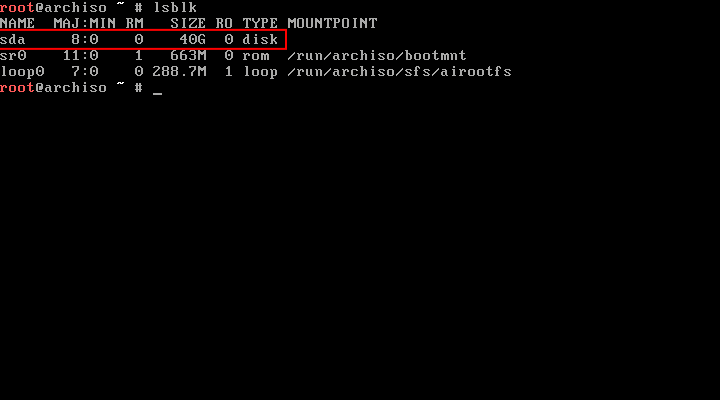 root@archiso ~ # lsblk
NAME  MAJ:MIN RM   SIZE RO TYPE MOUNTPOINT
sda     8:0    0    40G  0 disk
sr0    11:0    1   663M  0 rom  /run/archiso/bootmnt
loop0   7:0    0 288.7M  1 loop /run/archiso/sfs/airootfs
root@archiso ~ # _